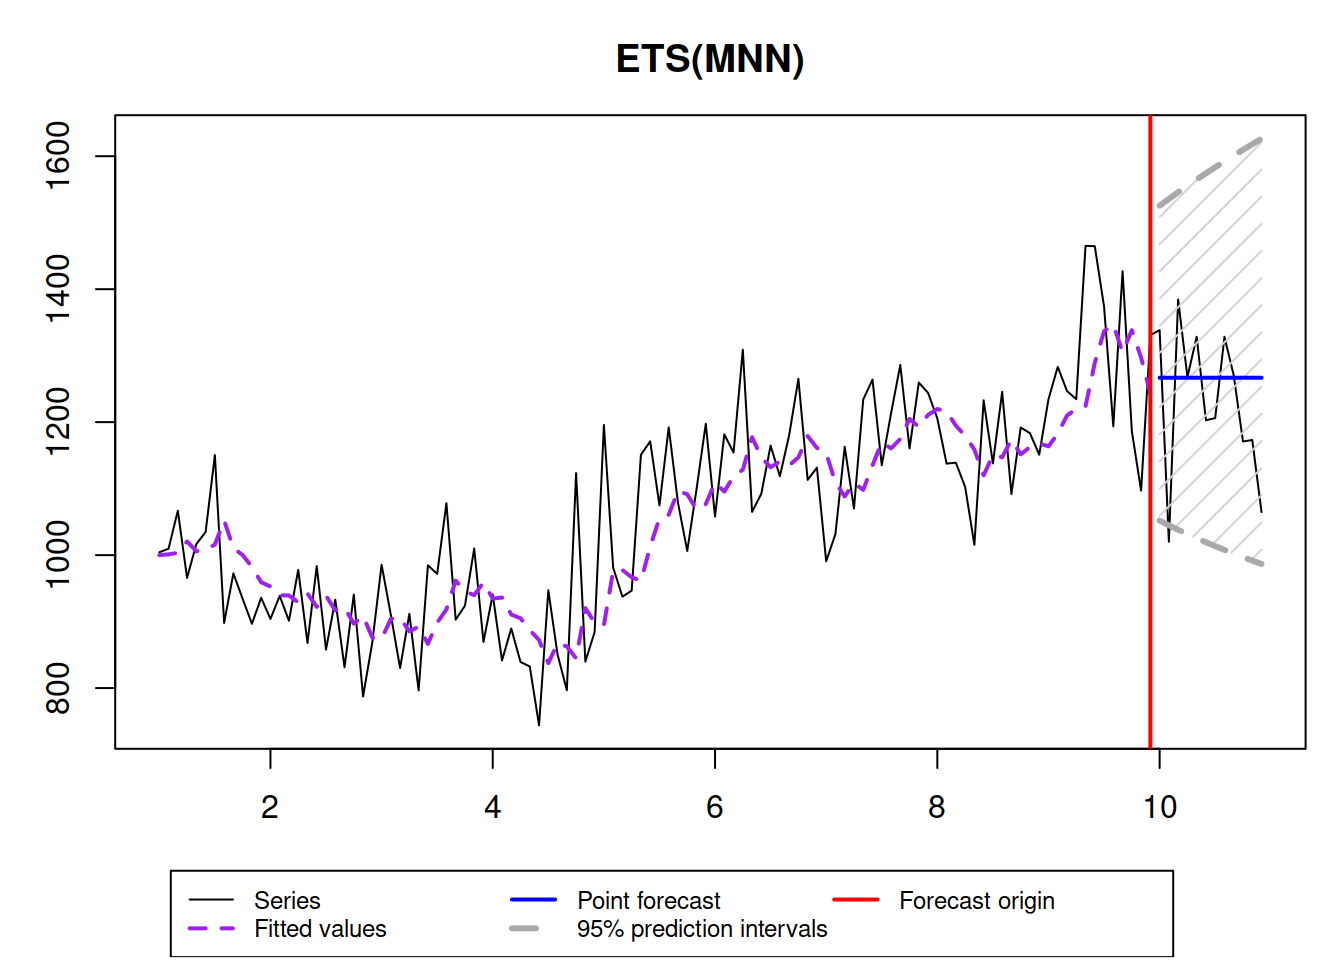 ETS(MNN)
1600
1400
1200
1000
800
2 4 6 8 10
Series Point forecast Forecast origin
Fitted values 95% prediction intervals